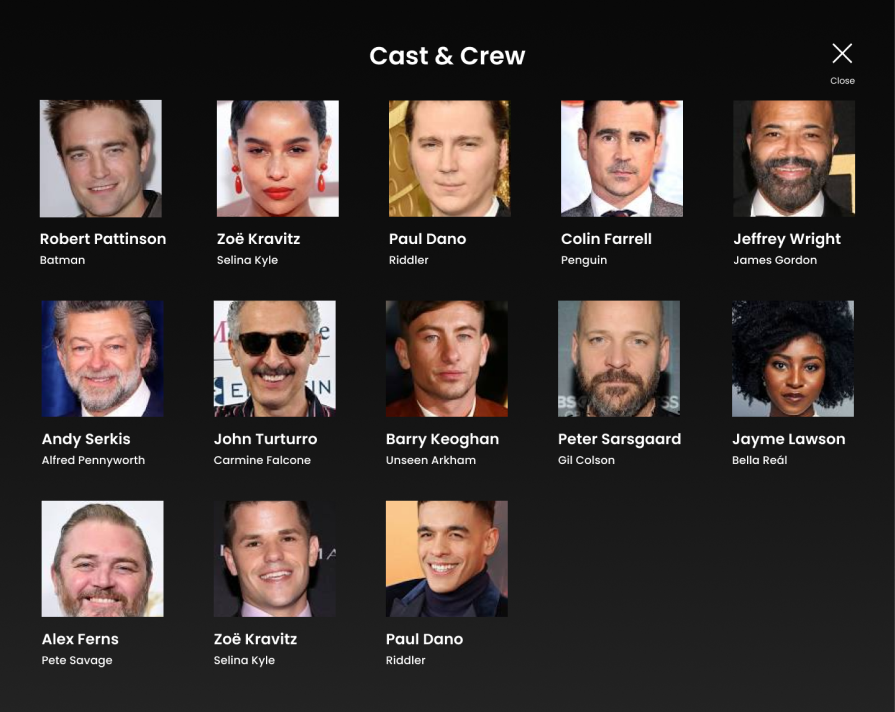 Cast & Crew
Close
Robert Pattinson
Batman
Zoë Kravitz
Selina Kyle
Paul Dano
Riddler
Colin Farrell
Penguin
Jeffrey Wright
James Gordon
Andy Serkis
Alfred Pennyworth
John Turturro
Carmine Falcone
Barry Keoghan
Unseen Arkham
Peter Sarsgaard
Gil Colson
Jayme Lawson
Bella Reál
Alex Ferns
Pete Savage
Zoë Kravitz
Selina Kyle
Paul Dano
Riddler